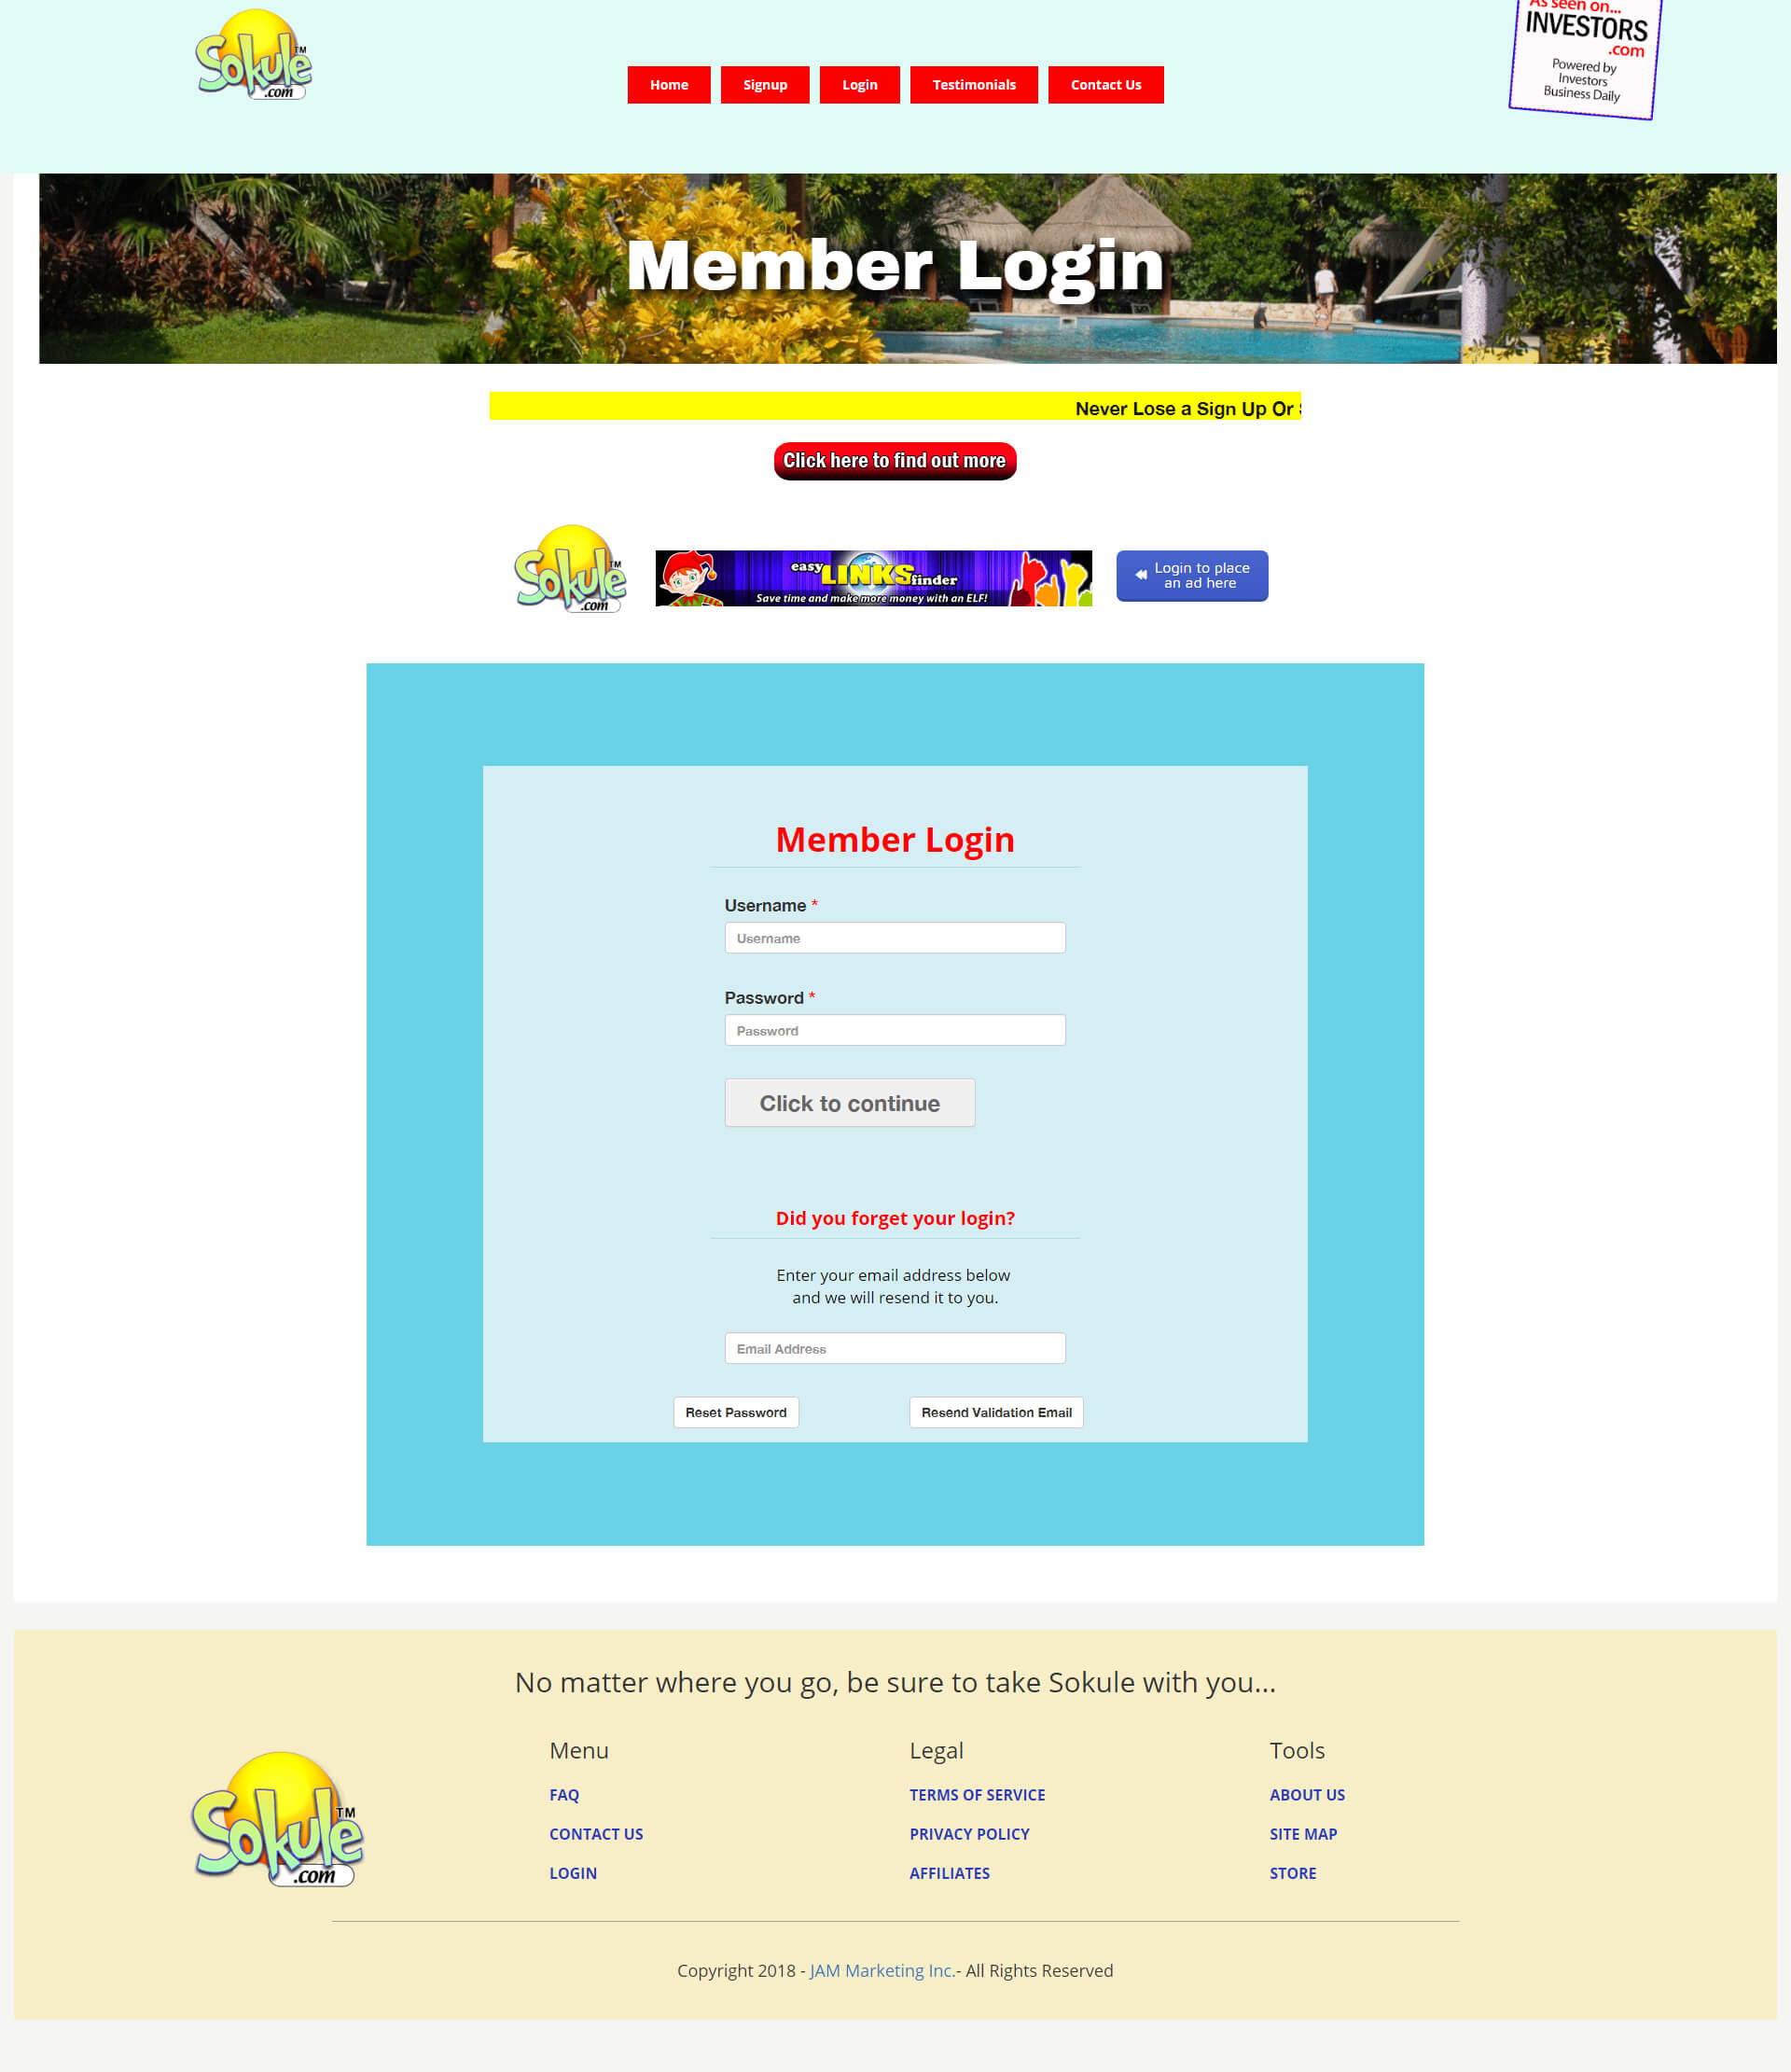 Sokule TM
.com
Home
Signup
Login
Testimonials
Contact Us
As seen on...
INVESTORS
.com
Powered by
Investors
Business Daily
Member Login
Never Lose a Sign Up Or
Click here to find out more
Sokule TM
.com
easy LINKS finder
Save time and make more money with an ELF!
Login to place
an ad here
Member Login
Username *
Username
Password *
Password
Click to continue
Did you forget your login?
Enter your email address below
and we will resend it to you.
Email Address
Reset Password
Resend Validation Email
No matter where you go, be sure to take Sokule with you...
Sokule TM
.com
Menu
FAQ
CONTACT US
LOGIN
Legal
TERMS OF SERVICE
PRIVACY POLICY
AFFILIATES
Tools
ABOUT US
SITE MAP
STORE
Copyright 2018 - JAM Marketing Inc.- All Rights Reserved